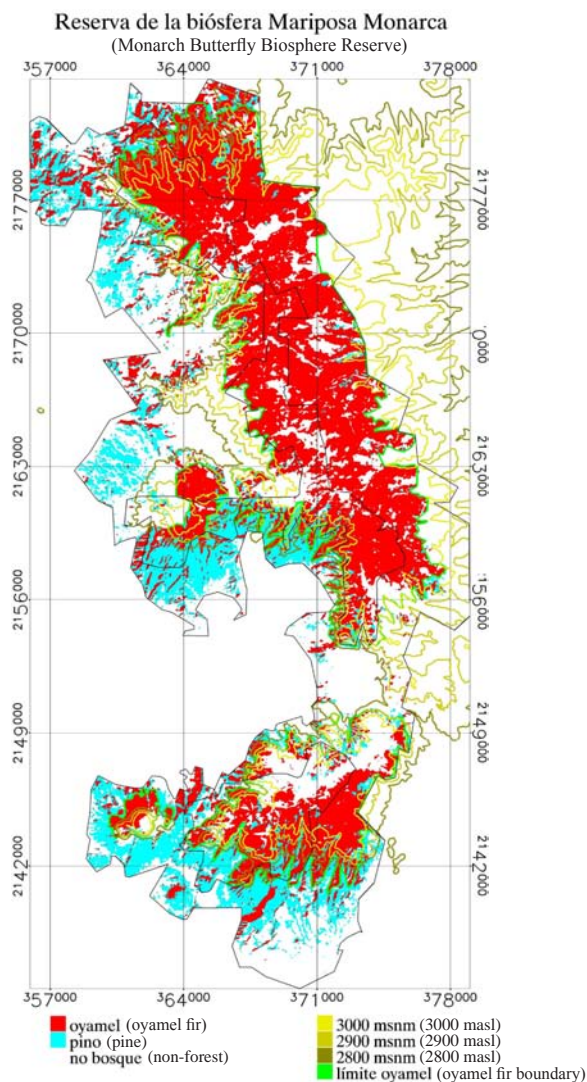 Reserva de la biósfera Mariposa Monarca
(Monarch Butterfly Biosphere Reserve)
357000 364000 371000 378000
2177000 2177000
2170000 0000
2163000 2163000
2156000 156000
2149000 2149000
2142000 2142000
357000 364000 371000 378000
oyamel (oyamel fir)
pino (pine)
no bosque (non-forest)
3000 msnm (3000 masl)
2900 msnm (2900 masl)
2800 msnm (2800 masl)
límite oyamel (oyamel fir boundary)